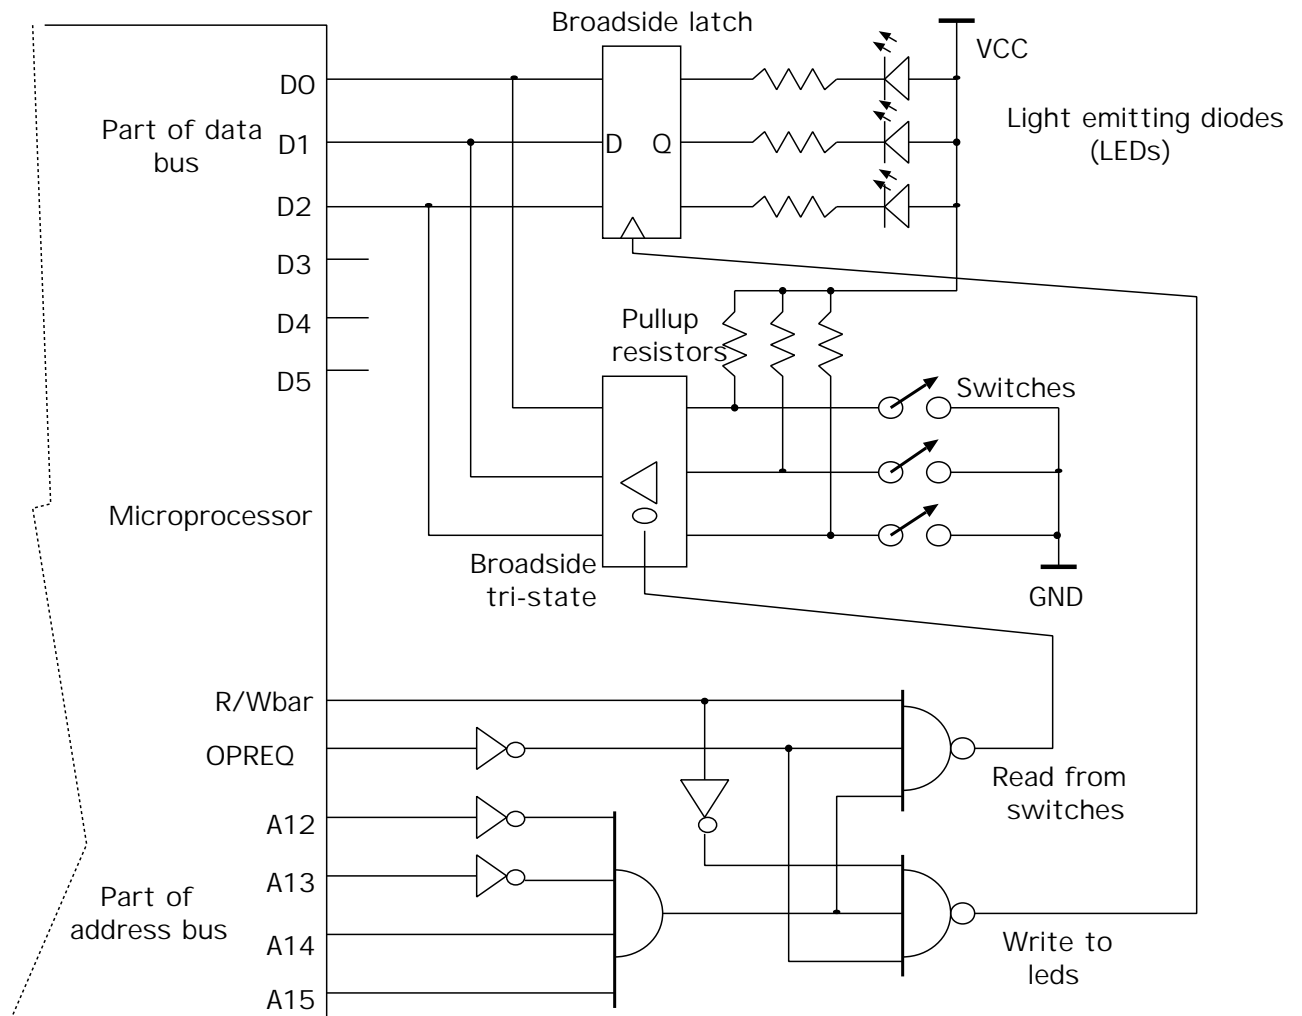 Broadside latch
VCC
D0
Light emitting diodes
(LEDs)
Part of data
bus
D1
D
Q
D2
D3
D4
D5
Pullup
resistors
Switches
Microprocessor
Broadside
tri-state
GND
R/Wbar
OPREQ
Read from
switches
A12
A13
Part of
address bus
A14
A15
Write to
leds